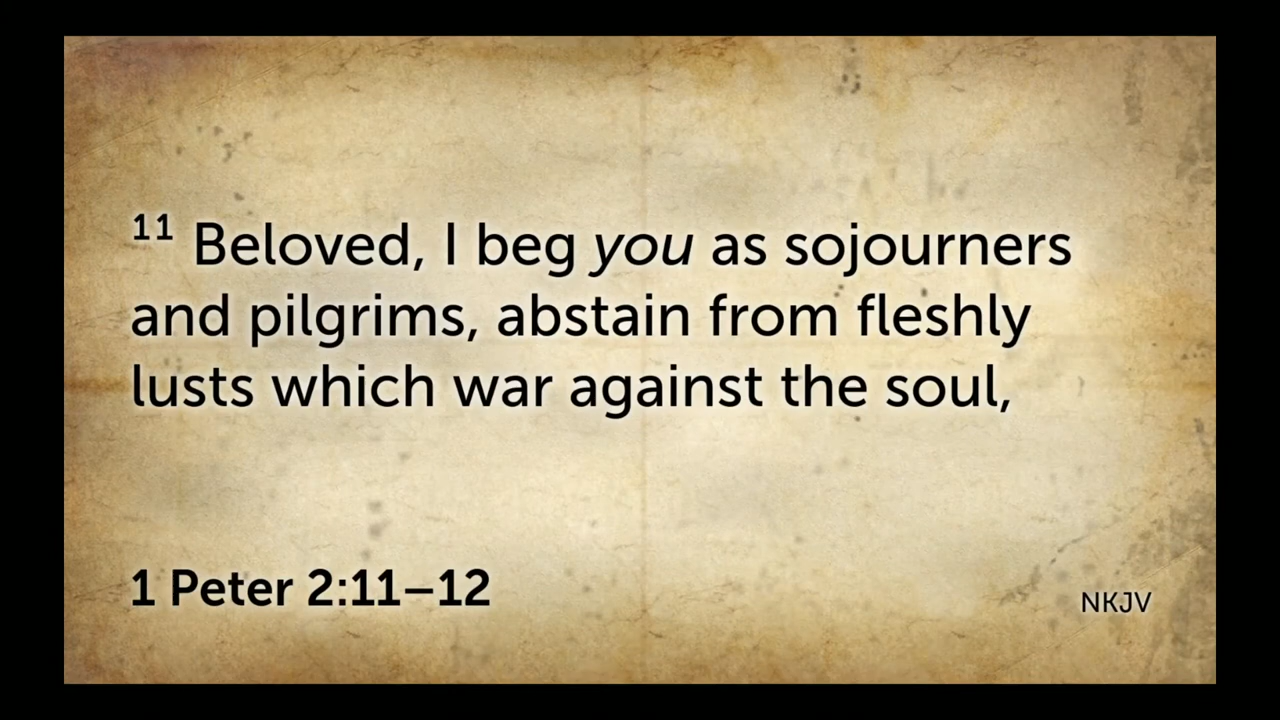 11 Beloved, I beg you as sojourners
and pilgrims, abstain from fleshly
lusts which war against the soul,
1 Peter 2:11–12
NKJV